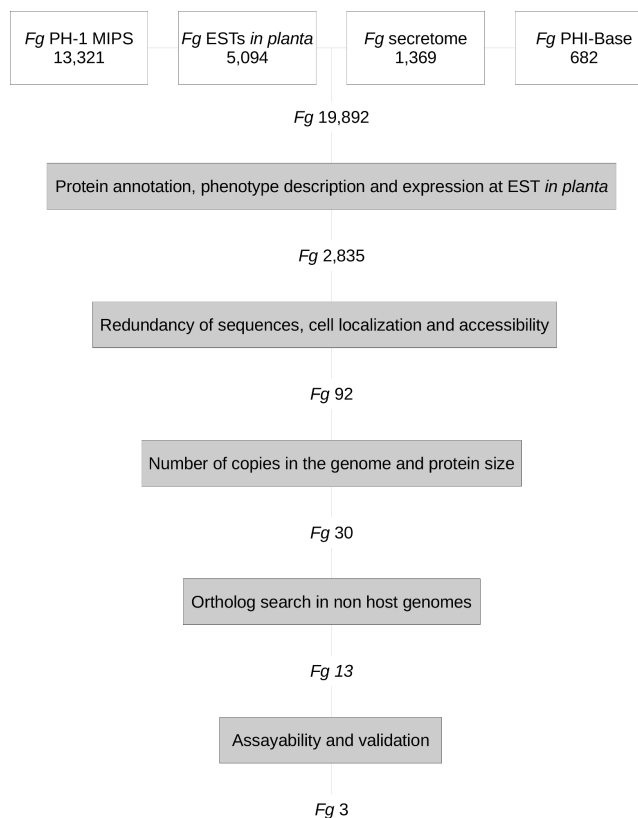 Fg PH-1 MIPS
13,321
Fg ESTs in planta
5,094
Fg secretome
1,369
Fg PHI-Base
682
Fg 19,892
Protein annotation, phenotype description and expression at EST in planta
Fg 2,835
Redundancy of sequences, cell localization and accessibility
Fg 92
Number of copies in the genome and protein size
Fg 30
Ortholog search in non host genomes
Fg 13
Assayability and validation
Fg 3